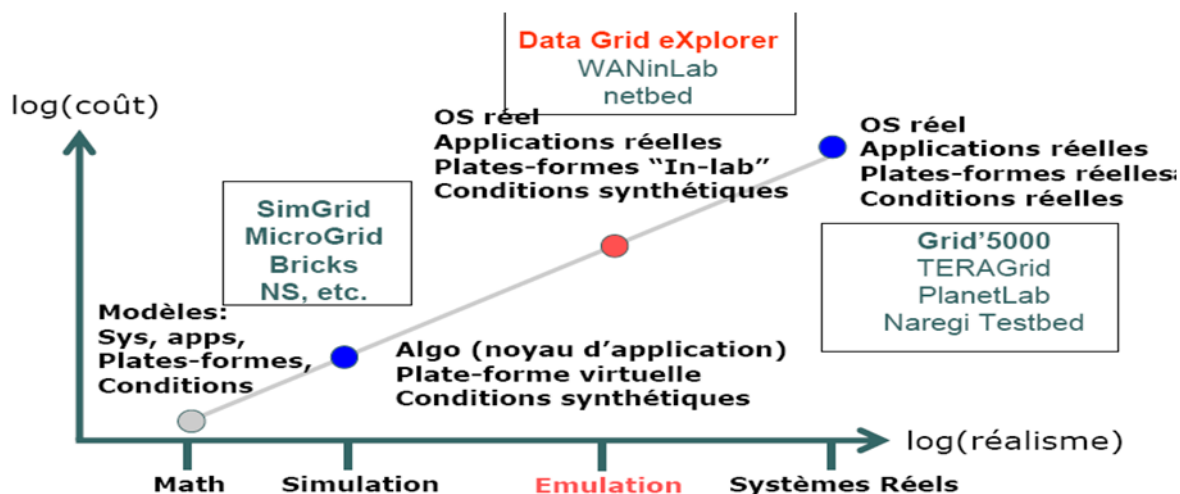 Data Grid eXplorer
WANinLab
netbed
log(coût)
OS réel
Applications réelles
Plates-formes “In-lab”
Conditions synthétiques
OS réel
Applications réelles
Plates-formes réelles
Conditions réelles
SimGrid
MicroGrid
Bricks
NS, etc.
Grid’5000
TERAGrid
PlanetLab
Naregi Testbed
Modèles:
Sys, apps,
Plates-formes,
Conditions
Algo (noyau d’application)
Plate-forme virtuelle
Conditions synthétiques
log(réalisme)
Math
Simulation
Emulation
Systèmes Réels